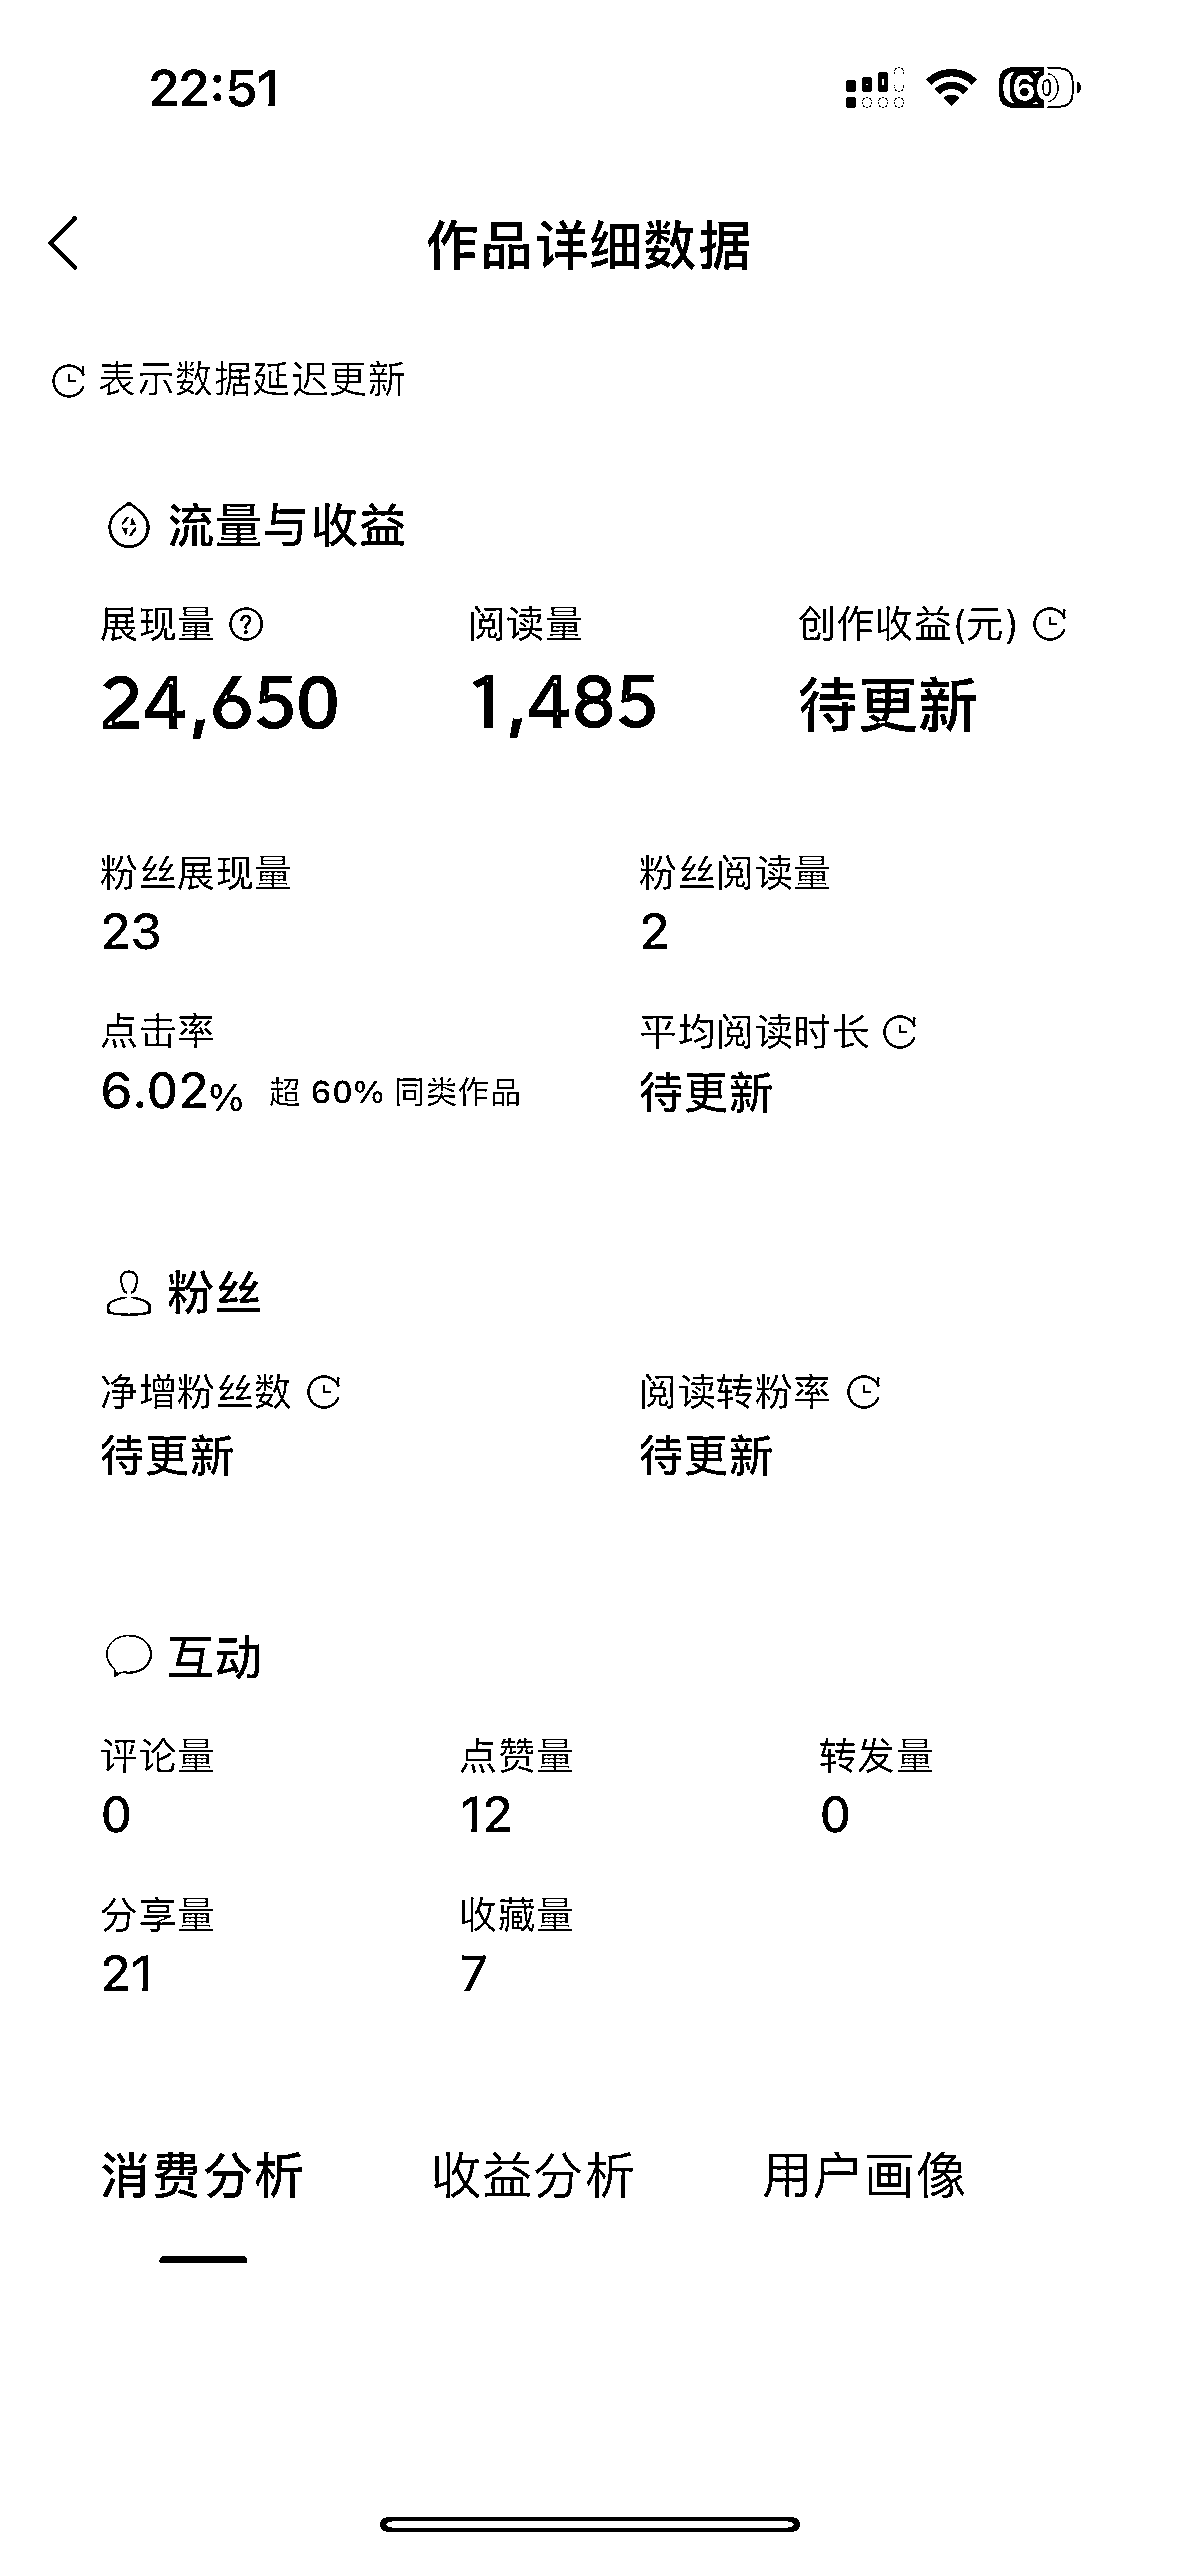 22:51
60
作品详细数据
表示数据延迟更新
流量与收益
展现量 阅读量 创作收益(元)
24,650 1,485 待更新
粉丝展现量 粉丝阅读量
23 2
点击率 平均阅读时长
6.02% 超 60% 同类作品 待更新
粉丝
净增粉丝数 阅读转粉率
待更新 待更新
互动
评论量 点赞量 转发量
0 12 0
分享量 收藏量
21 7
消费分析 收益分析 用户画像